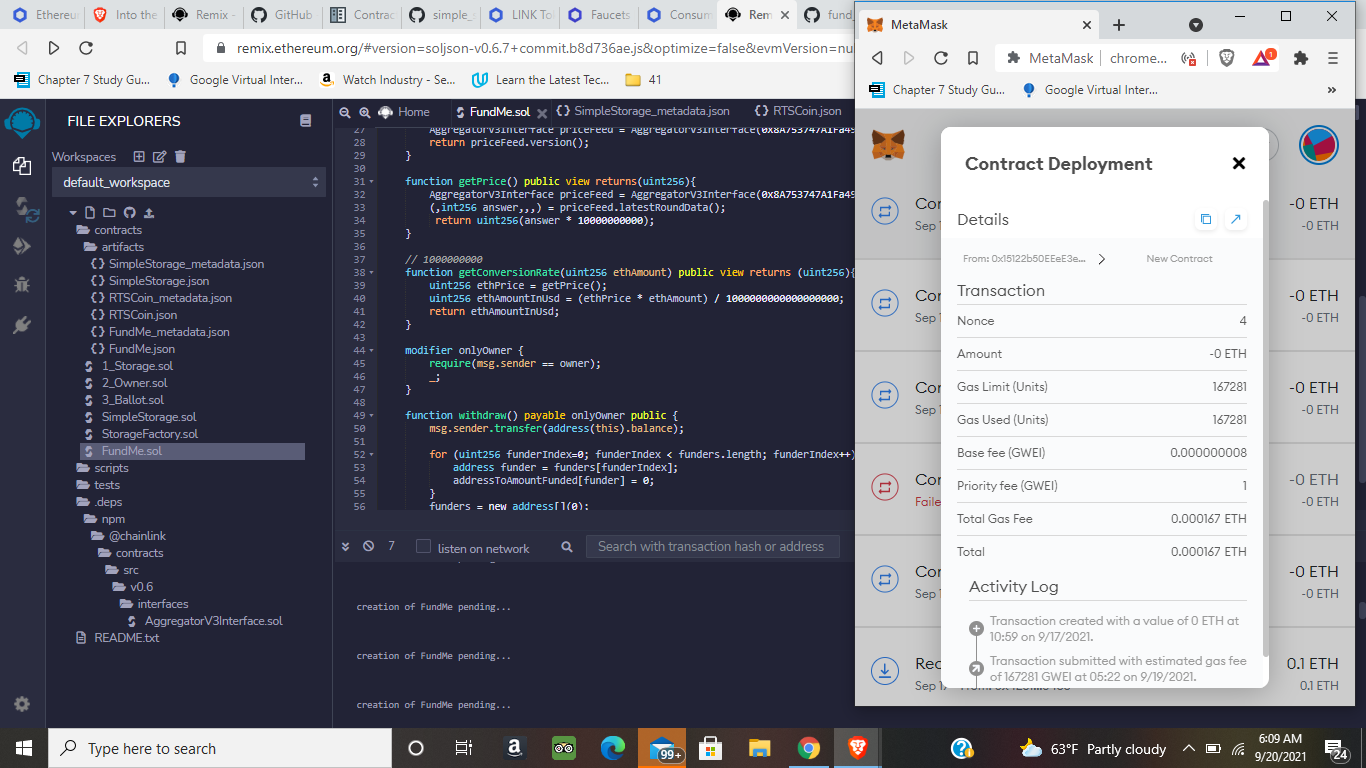 Ethereu
Into the
Remix -
GitHub
Contrac
simple_s
LINK To
Faucets
Consum
Rem
fund_
remix.ethereum.org/#version=soljson-v0.6.7+commit.b8d736ae.js&optimize=false&evmVersion=nu
Chapter 7 Study Gu...
Google Virtual Inter...
Watch Industry - Se...
Learn the Latest Tec...
41
FILE EXPLORERS
Workspaces
default_workspace
contracts
artifacts
SimpleStorage_metadata.json
SimpleStorage.json
RTSCoin_metadata.json
RTSCoin.json
FundMe_metadata.json
FundMe.json
1_Storage.sol
2_Owner.sol
3_Ballot.sol
SimpleStorage.sol
StorageFactory.sol
FundMe.sol
scripts
tests
.deps
npm
@chainlink
contracts
src
v0.6
interfaces
AggregatorV3Interface.sol
README.txt
Home
FundMe.sol
SimpleStorage_metadata.json
RTSCoin.json
27 AggregatorV3Interface priceFeed = AggregatorV3Interface(0x8A753747A1Fa49
28 return priceFeed.version();
29 }
30
31 function getPrice() public view returns(uint256){
32 AggregatorV3Interface priceFeed = AggregatorV3Interface(0x8A753747A1Fa49
33 (,int256 answer,,,) = priceFeed.latestRoundData();
34 return uint256(answer * 10000000000);
35 }
36
37 // 1000000000
38 function getConversionRate(uint256 ethAmount) public view returns (uint256){
39 uint256 ethPrice = getPrice();
40 uint256 ethAmountInUsd = (ethPrice * ethAmount) / 1000000000000000000;
41 return ethAmountInUsd;
42 }
43
44 modifier onlyOwner {
45 require(msg.sender == owner);
46 _;
47 }
48
49 function withdraw() payable onlyOwner public {
50 msg.sender.transfer(address(this).balance);
51
52 for (uint256 funderIndex=0; funderIndex < funders.length; funderIndex++)
53 address funder = funders[funderIndex];
54 addressToAmountFunded[funder] = 0;
55 }
56 funders = new address[](0);
7
listen on network
Search with transaction hash or address
creation of FundMe pending...
creation of FundMe pending...
creation of FundMe pending...
MetaMask
MetaMask
chrome...
1
Chapter 7 Study Gu...
Google Virtual Inter...
»
Contract Deployment
Details
From: 0x15122b50EEeE3e...
New Contract
Transaction
Nonce 4
Amount -0 ETH
Gas Limit (Units) 167281
Gas Used (Units) 167281
Base fee (GWEI) 0.000000008
Priority fee (GWEI) 1
Total Gas Fee 0.000167 ETH
Total 0.000167 ETH
Activity Log
Transaction created with a value of 0 ETH at
10:59 on 9/17/2021.
Transaction submitted with estimated gas fee
of 167281 GWEI at 05:22 on 9/19/2021.
Con -0 ETH
Sep 1 -0 ETH
Con -0 ETH
Sep 1 -0 ETH
Con -0 ETH
Sep 1 -0 ETH
Con -0 ETH
Faile -0 ETH
Con -0 ETH
Sep 1 -0 ETH
Rec 0.1 ETH
Sep 17 0.1 ETH
Type here to search
99+
63°F Partly cloudy
6:09 AM
9/20/2021
24